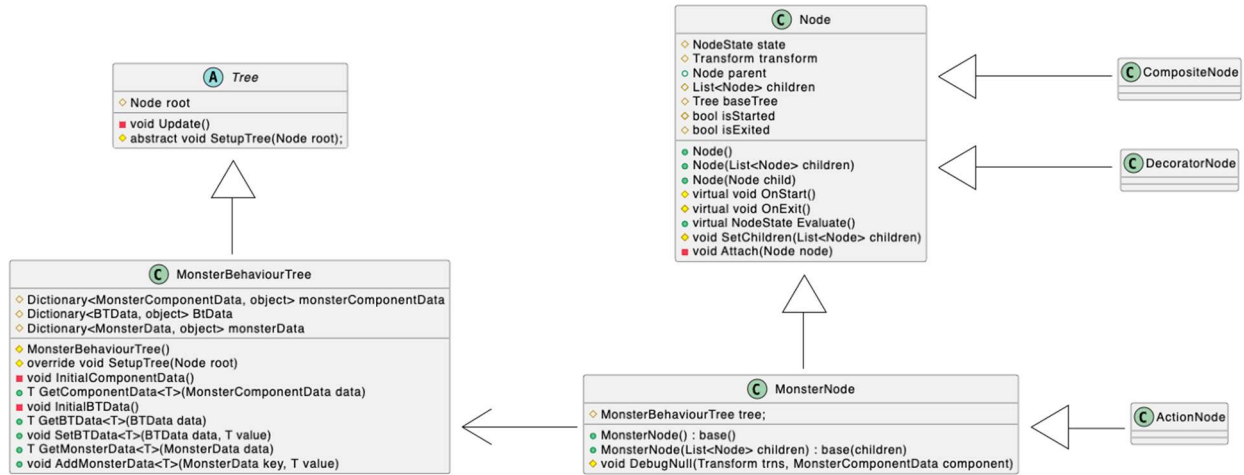 A Tree
Node root
void Update()
abstract void SetupTree(Node root);
C MonsterBehaviourTree
Dictionary<MonsterComponentData, object> monsterComponentData
Dictionary<BTData, object> BtData
Dictionary<MonsterData, object> monsterData
MonsterBehaviourTree()
override void SetupTree(Node root)
void InitialComponentData()
T GetComponentData<T>(MonsterComponentData data)
void InitialBTData()
T GetBTData<T>(BTData data)
void SetBTData<T>(BTData data, T value)
T GetMonsterData<T>(MonsterData data)
void AddMonsterData<T>(MonsterData key, T value)
C Node
NodeState state
Transform transform
Node parent
List<Node> children
Tree baseTree
bool isStarted
bool isExited
Node()
Node(List<Node> children)
Node(Node child)
virtual void OnStart()
virtual void OnExit()
virtual NodeState Evaluate()
void SetChildren(List<Node> children)
void Attach(Node node)
C MonsterNode
MonsterBehaviourTree tree;
MonsterNode() : base()
MonsterNode(List<Node> children) : base(children)
void DebugNull(Transform trns, MonsterComponentData component)
C CompositeNode
C DecoratorNode
C ActionNode